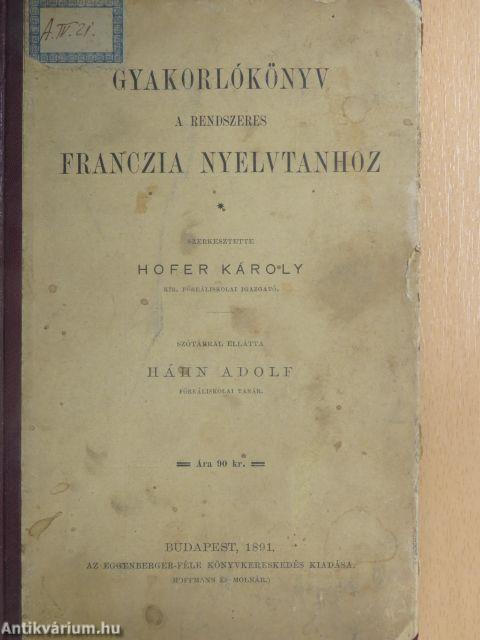 A. IV. 21.
GYAKORLÓKÖNYV
A RENDSZERES
FRANCZIA NYELVTANHOZ
*
SZERKESZTETTE
HOFER KÁROLY
KIR. FŐREÁLISKOLAI IGAZGATÓ.
SZÓTÁRRAL ELLÁTTA
HÁHN ADOLF
FŐREÁLISKOLAI TANÁR.
Ára 90 kr.
BUDAPEST, 1891.
AZ EGGENBERGER-FÉLE KÖNYVKERESKEDÉS KIADÁSA.
(HOFFMANN ÉS MOLNÁR.)
Antikvárium.hu